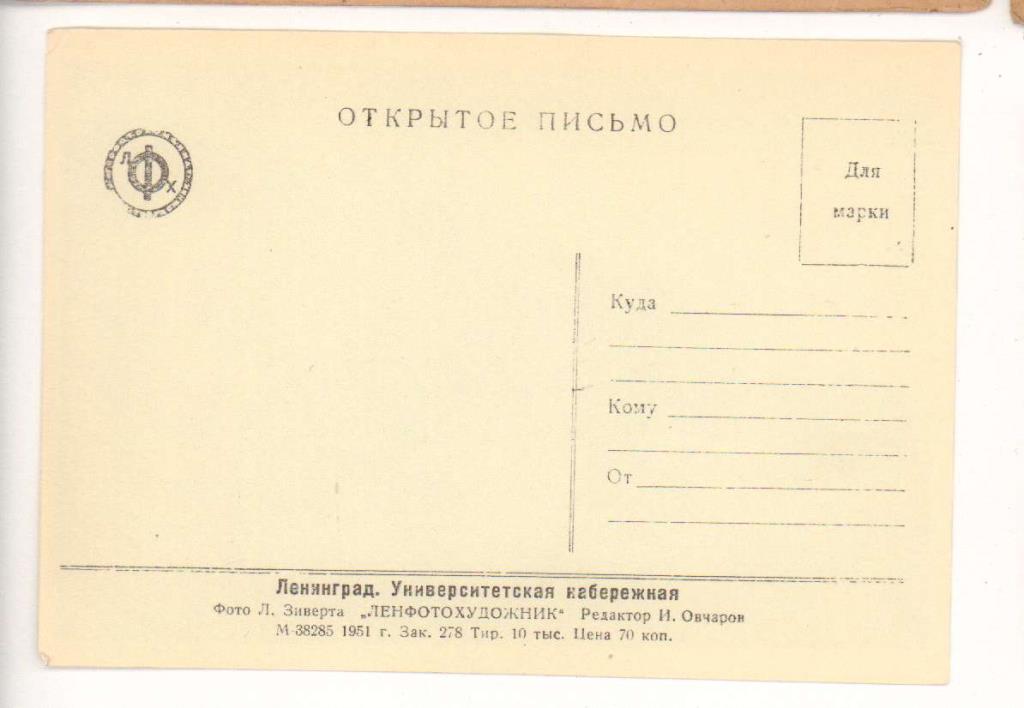 ОТКРЫТОЕ ПИСЬМО
Л Ф Х
Для
марки
Куда
Кому
От
Ленинград. Университетская набережная
Фото Л. Зиверта „ЛЕНФОТОХУДОЖНИК" Редактор И. Овчаров
М-38285 1951 г. Зак. 278 Тир. 10 тыс. Цена 70 коп.